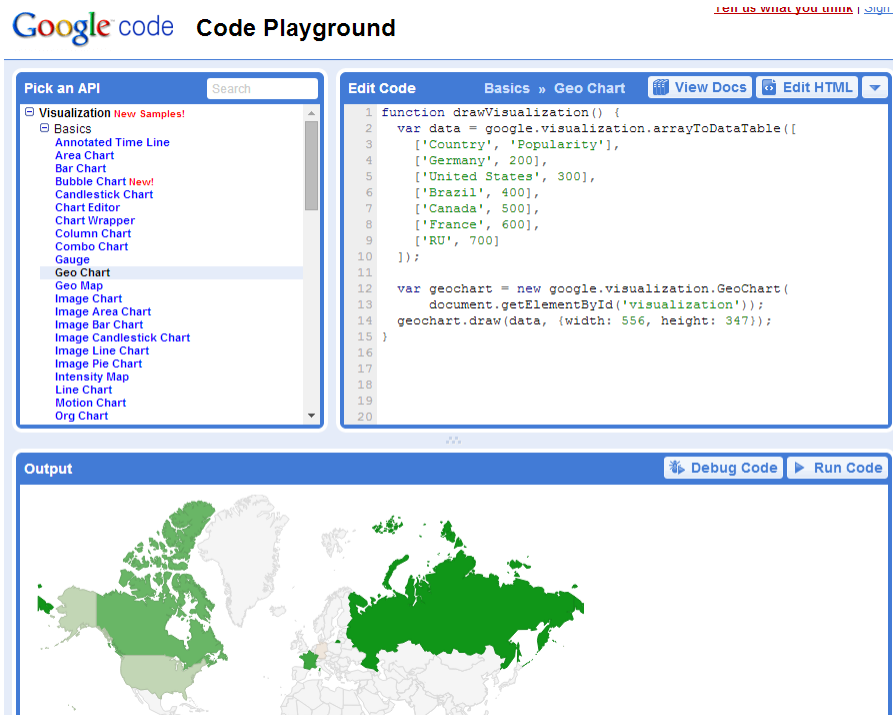 Tell us what you think | Sign
Google code Code Playground
Pick an API
Search
Visualization New Samples!
Basics
Annotated Time Line
Area Chart
Bar Chart
Bubble Chart New!
Candlestick Chart
Chart Editor
Chart Wrapper
Column Chart
Combo Chart
Gauge
Geo Chart
Geo Map
Image Chart
Image Area Chart
Image Bar Chart
Image Candlestick Chart
Image Line Chart
Image Pie Chart
Intensity Map
Line Chart
Motion Chart
Org Chart
Edit Code Basics » Geo Chart View Docs Edit HTML
1 function drawVisualization() {
2 var data = google.visualization.arrayToDataTable([
3 ['Country', 'Popularity'],
4 ['Germany', 200],
5 ['United States', 300],
6 ['Brazil', 400],
7 ['Canada', 500],
8 ['France', 600],
9 ['RU', 700]
10 ]);
11
12 var geochart = new google.visualization.GeoChart(
13 document.getElementById('visualization'));
14 geochart.draw(data, {width: 556, height: 347});
15 }
16
17
18
19
20
Output Debug Code Run Code